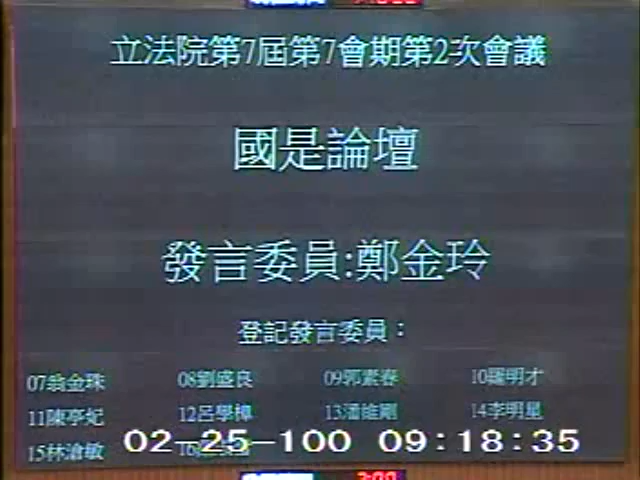 立法院第7屆第7會期第2次會議
國是論壇
發言委員:鄭金玲
登記發言委員：
07翁金珠 08劉盛良 09郭素春 10羅明才
11陳亭妃 12呂學樟 13潘維剛 14李明星
15林滄敏
02-25-100 09:18:35
3:00